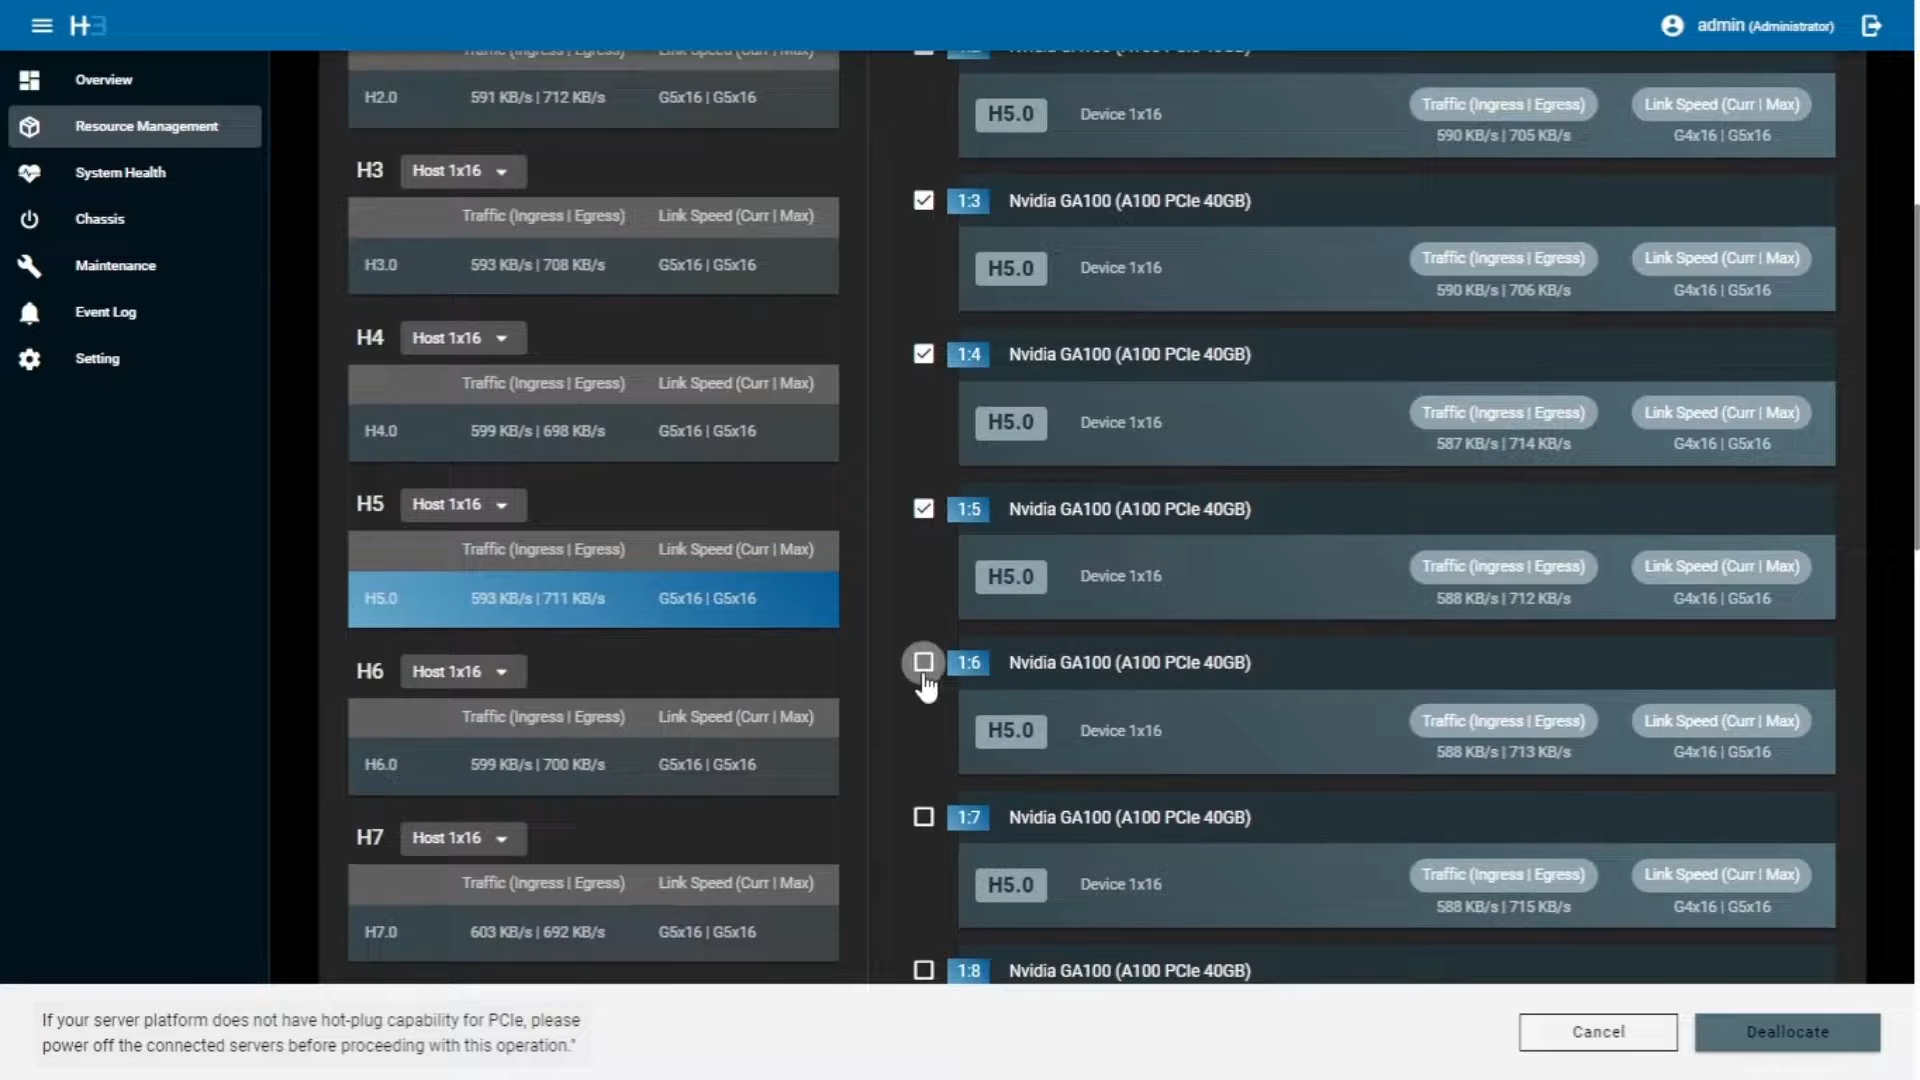 H3
admin (Administrator)
Overview
Resource Management
System Health
Chassis
Maintenance
Event Log
Setting
Traffic (Ingress | Egress) Link Speed (Curr | Max)
H2.0 591 KB/s | 712 KB/s G5x16 | G5x16
H3 Host 1x16
Traffic (Ingress | Egress) Link Speed (Curr | Max)
H3.0 593 KB/s | 708 KB/s G5x16 | G5x16
H4 Host 1x16
Traffic (Ingress | Egress) Link Speed (Curr | Max)
H4.0 599 KB/s | 698 KB/s G5x16 | G5x16
H5 Host 1x16
Traffic (Ingress | Egress) Link Speed (Curr | Max)
H5.0 593 KB/s | 711 KB/s G5x16 | G5x16
H6 Host 1x16
Traffic (Ingress | Egress) Link Speed (Curr | Max)
H6.0 599 KB/s | 700 KB/s G5x16 | G5x16
H7 Host 1x16
Traffic (Ingress | Egress) Link Speed (Curr | Max)
H7.0 603 KB/s | 692 KB/s G5x16 | G5x16
H5.0 Device 1x16 Traffic (Ingress | Egress) Link Speed (Curr | Max)
590 KB/s | 705 KB/s G4x16 | G5x16
1:3 Nvidia GA100 (A100 PCIe 40GB)
H5.0 Device 1x16 Traffic (Ingress | Egress) Link Speed (Curr | Max)
590 KB/s | 706 KB/s G4x16 | G5x16
1:4 Nvidia GA100 (A100 PCIe 40GB)
H5.0 Device 1x16 Traffic (Ingress | Egress) Link Speed (Curr | Max)
587 KB/s | 714 KB/s G4x16 | G5x16
1:5 Nvidia GA100 (A100 PCIe 40GB)
H5.0 Device 1x16 Traffic (Ingress | Egress) Link Speed (Curr | Max)
588 KB/s | 712 KB/s G4x16 | G5x16
1:6 Nvidia GA100 (A100 PCIe 40GB)
H5.0 Device 1x16 Traffic (Ingress | Egress) Link Speed (Curr | Max)
588 KB/s | 713 KB/s G4x16 | G5x16
1:7 Nvidia GA100 (A100 PCIe 40GB)
H5.0 Device 1x16 Traffic (Ingress | Egress) Link Speed (Curr | Max)
588 KB/s | 715 KB/s G4x16 | G5x16
1:8 Nvidia GA100 (A100 PCIe 40GB)
If your server platform does not have hot-plug capability for PCIe, please
power off the connected servers before proceeding with this operation."
Cancel Deallocate